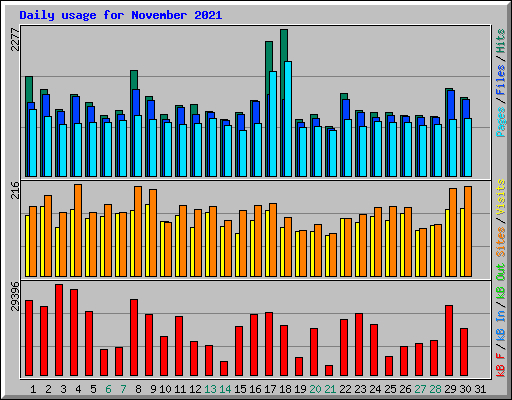 Daily usage for November 2021
2277
Pages / Files / Hits
216
Sites / Visits
29396
kB F / kB In / kB Out
1 2 3 4 5 6 7 8 9 10 11 12 13 14 15 16 17 18 19 20 21 22 23 24 25 26 27 28 29 30 31